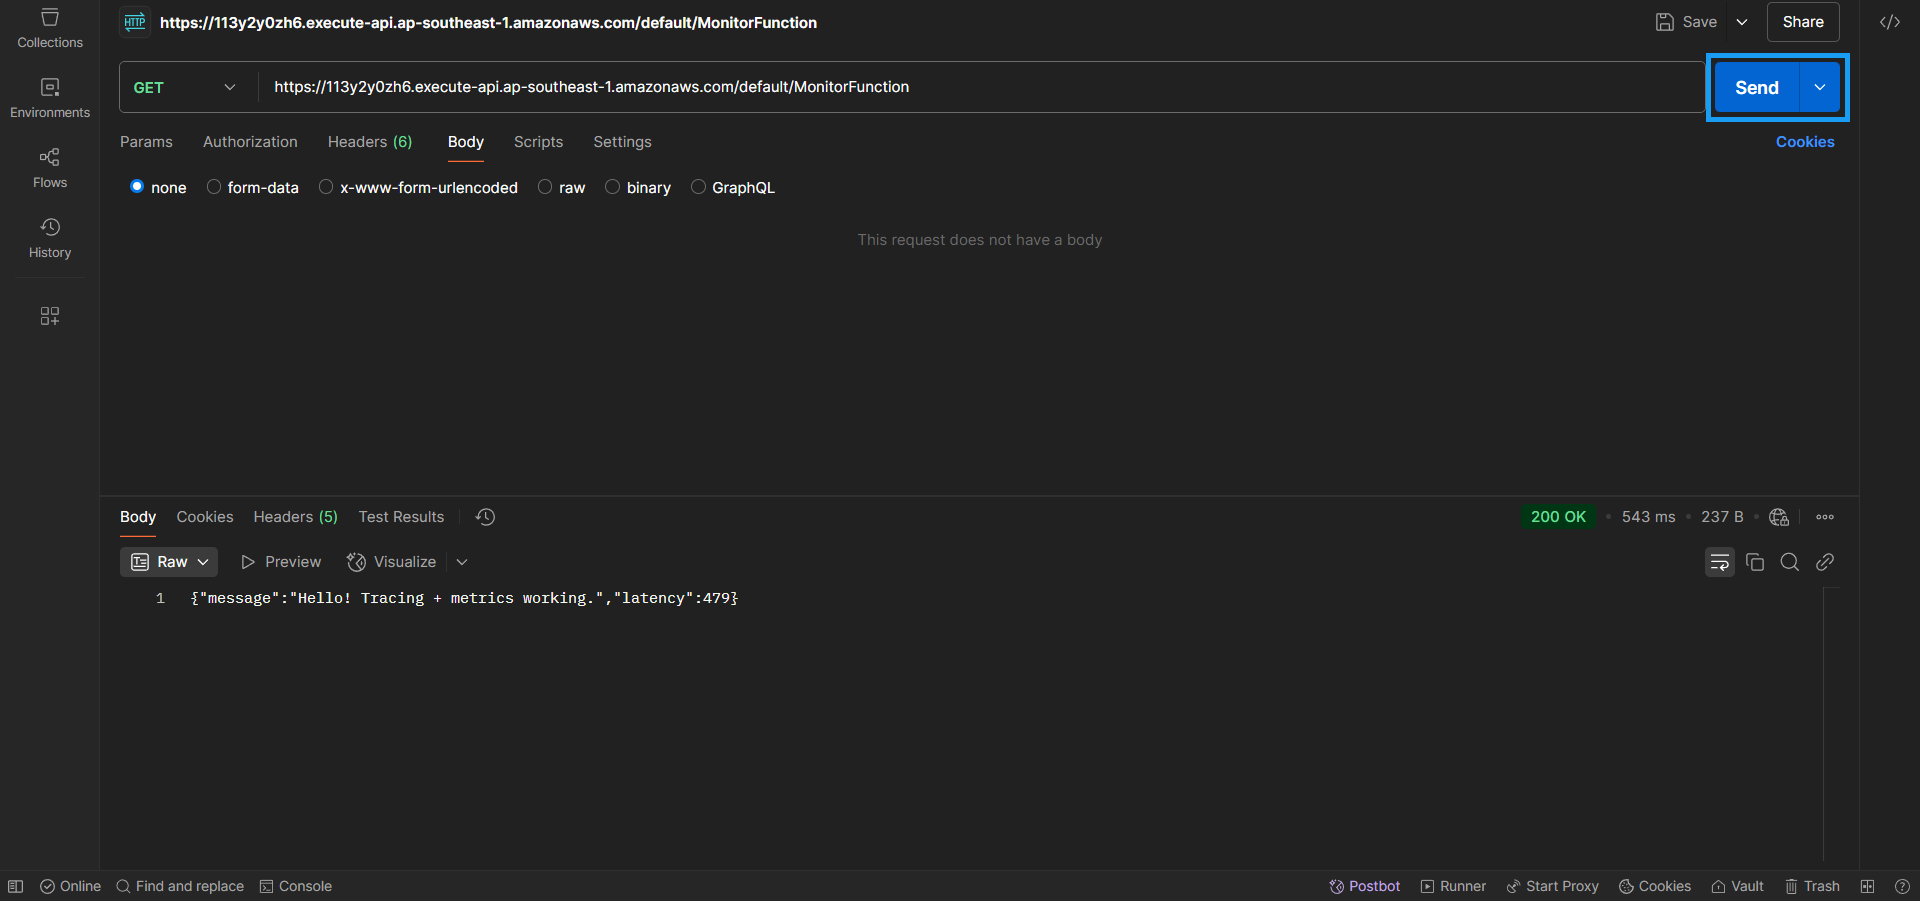 Collections
Environments
Flows
History
HTTP https://113y2y0zh6.execute-api.ap-southeast-1.amazonaws.com/default/MonitorFunction Save Share
GET https://113y2y0zh6.execute-api.ap-southeast-1.amazonaws.com/default/MonitorFunction Send
Params Authorization Headers (6) Body Scripts Settings Cookies
none form-data x-www-form-urlencoded raw binary GraphQL
This request does not have a body
Body Cookies Headers (5) Test Results 200 OK • 543 ms • 237 B •
Raw Preview Visualize
1 {"message":"Hello! Tracing + metrics working.","latency":479}
Online Find and replace Console Postbot Runner Start Proxy Cookies Vault Trash